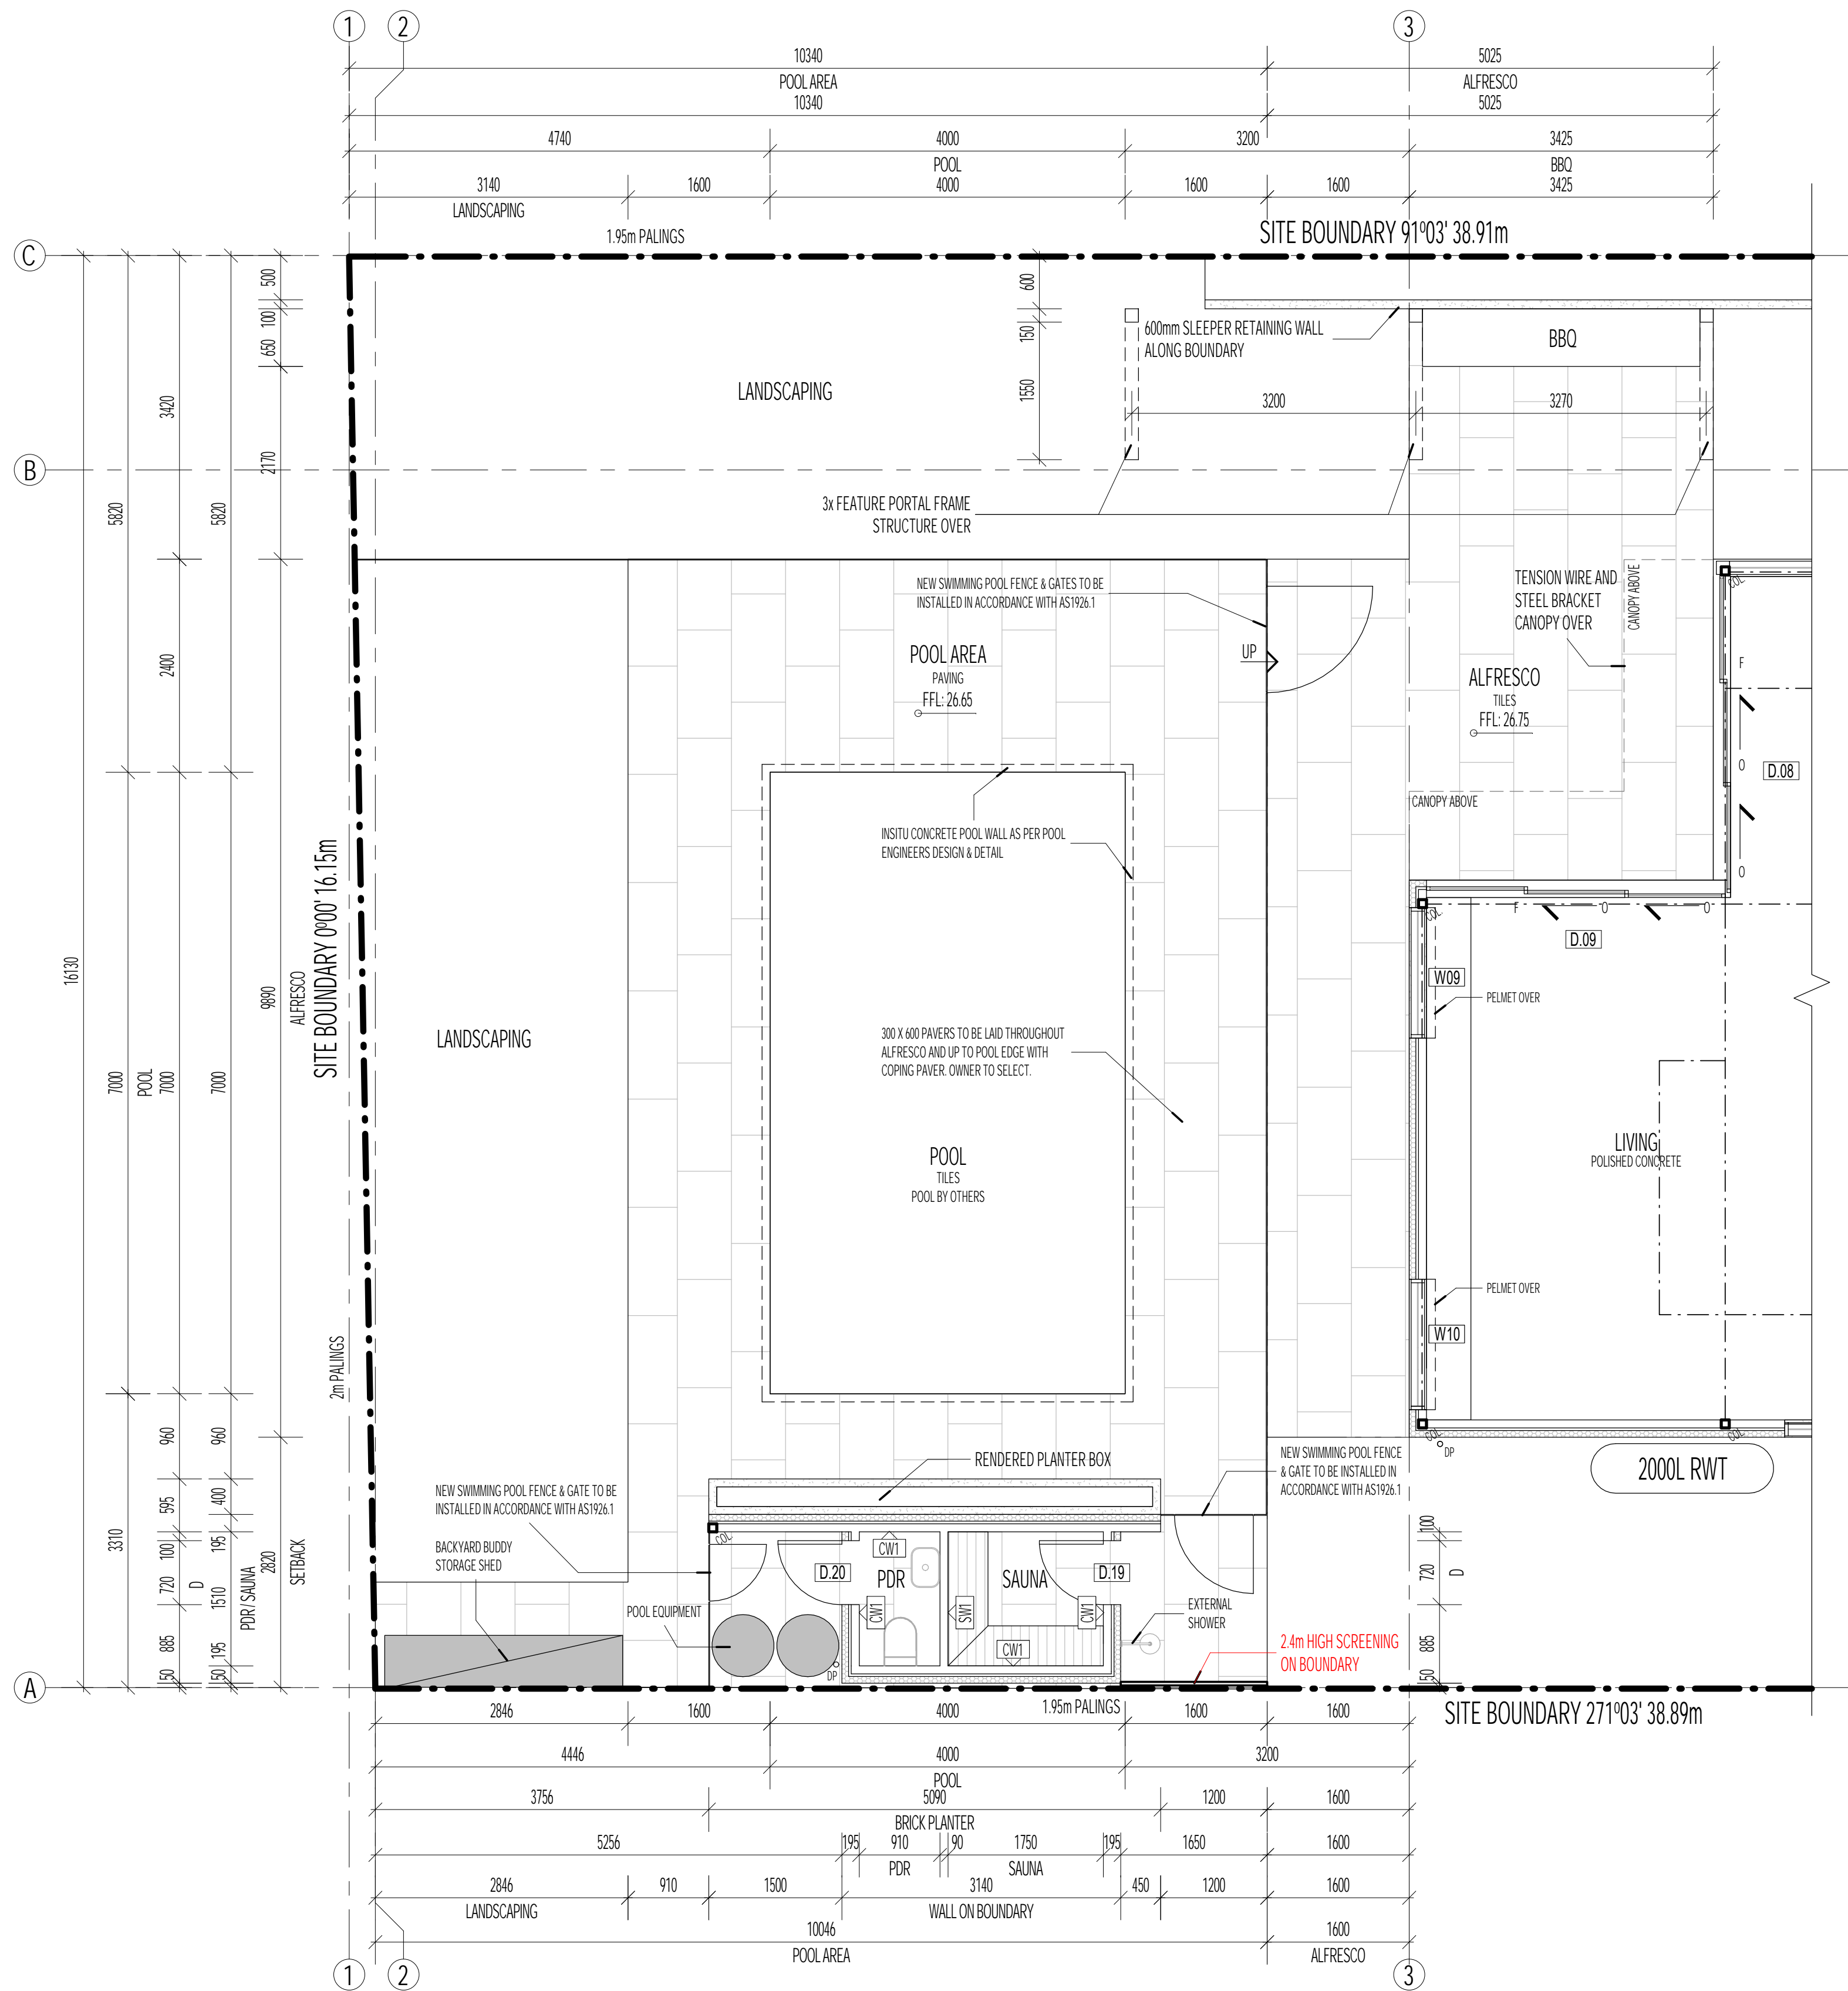 1
2
3
10340
5025
POOL AREA
ALFRESCO
10340
5025
4740
4000
3200
3425
POOL
BBQ
3140
1600
4000
1600
1600
3425
LANDSCAPING
1.95m PALINGS
SITE BOUNDARY 91º03' 38.91m
C
B
A
16130
5820
7000
POOL
3310
3420
2400
7000
960
595
100
720
D
885
50
5820
7000
960
400
195
1510
195
50
PDR/ SAUNA
500
100
650
2170
9890
ALFRESCO
2820
SETBACK
SITE BOUNDARY 0º00' 16.15m
2m PALINGS
600
150
1550
600mm SLEEPER RETAINING WALL
ALONG BOUNDARY
BBQ
LANDSCAPING
3200
3270
3x FEATURE PORTAL FRAME
STRUCTURE OVER
NEW SWIMMING POOL FENCE & GATES TO BE
INSTALLED IN ACCORDANCE WITH AS1926.1
TENSION WIRE AND
STEEL BRACKET
CANOPY OVER
CANOPY ABOVE
COL
UP
POOL AREA
PAVING
FFL: 26.65
ALFRESCO
TILES
FFL: 26.75
F
O
O
D.08
CANOPY ABOVE
INSITU CONCRETE POOL WALL AS PER POOL
ENGINEERS DESIGN & DETAIL
COL
F
O
O
D.09
W09
PELMET OVER
LANDSCAPING
300 X 600 PAVERS TO BE LAID THROUGHOUT
ALFRESCO AND UP TO POOL EDGE WITH
COPING PAVER. OWNER TO SELECT.
LIVING
POLISHED CONCRETE
POOL
TILES
POOL BY OTHERS
PELMET OVER
W10
COL
COL
DP
2000L RWT
RENDERED PLANTER BOX
NEW SWIMMING POOL FENCE
& GATE TO BE INSTALLED IN
ACCORDANCE WITH AS1926.1
NEW SWIMMING POOL FENCE & GATE TO BE
INSTALLED IN ACCORDANCE WITH AS1926.1
BACKYARD BUDDY
STORAGE SHED
POOL EQUIPMENT
COL
D.20
CW1
PDR
SAUNA
D.19
CW1
SW1
CW1
CW1
DP
EXTERNAL
SHOWER
2.4m HIGH SCREENING
ON BOUNDARY
100
720
D
885
50
1.95m PALINGS
SITE BOUNDARY 271º03' 38.89m
2846
1600
4000
1600
1600
4446
4000
3200
POOL
3756
5090
1200
1600
BRICK PLANTER
5256
195
910
90
1750
195
1650
1600
PDR
SAUNA
2846
910
1500
3140
450
1200
1600
LANDSCAPING
WALL ON BOUNDARY
10046
1600
POOL AREA
ALFRESCO
1
2
3